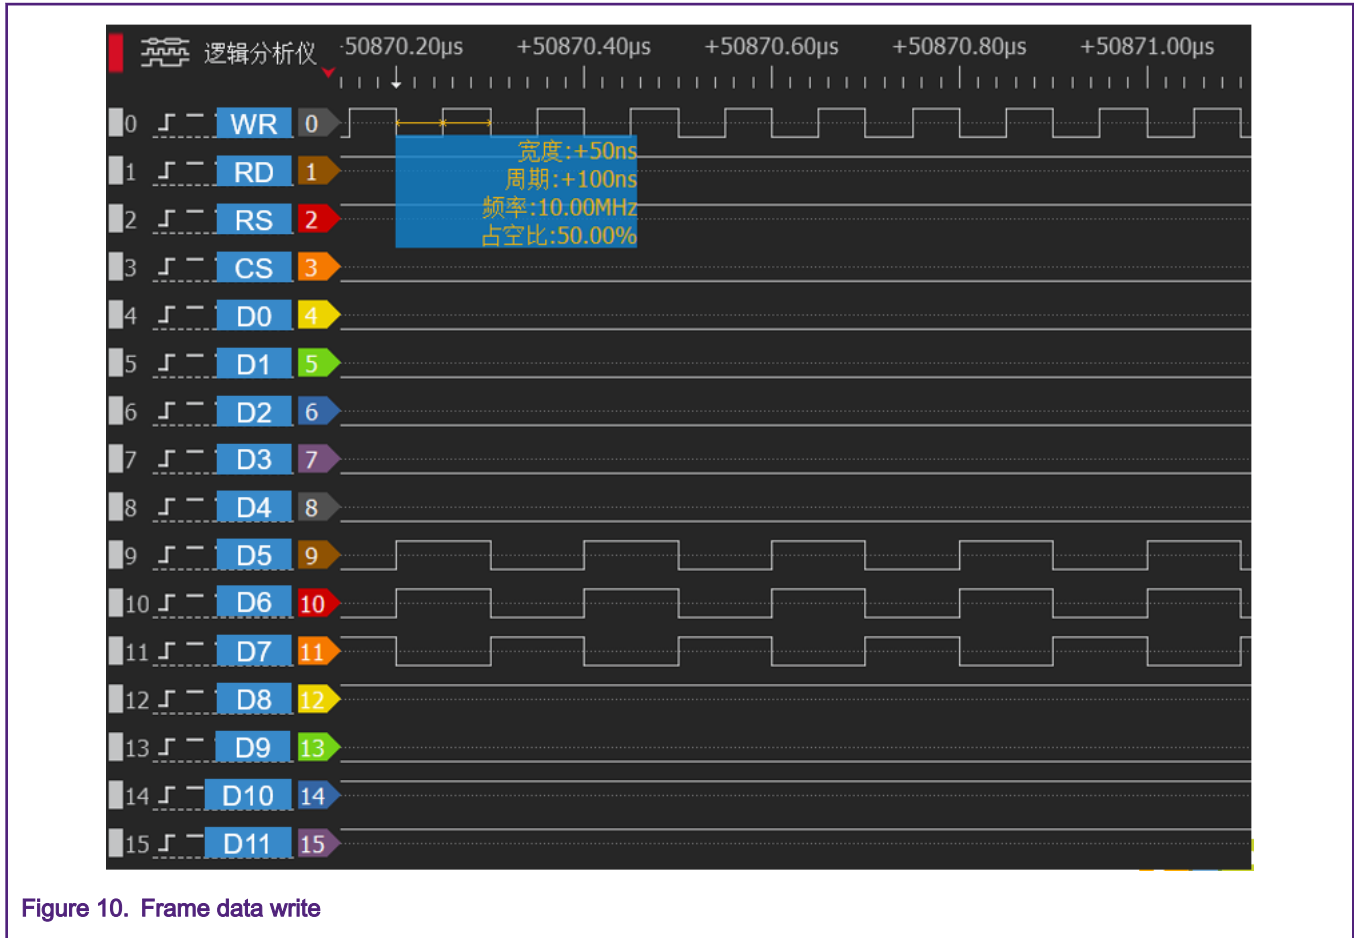 逻辑分析仪 -50870.20μs +50870.40μs +50870.60μs +50870.80μs +50871.00μs
0 WR 0
宽度:+50ns
1 RD 1
周期:+100ns
频率:10.00MHz
2 RS 2
占空比:50.00%
3 CS 3
4 D0 4
5 D1 5
6 D2 6
7 D3 7
8 D4 8
9 D5 9
10 D6 10
11 D7 11
12 D8 12
13 D9 13
14 D10 14
15 D11 15
Figure 10. Frame data write